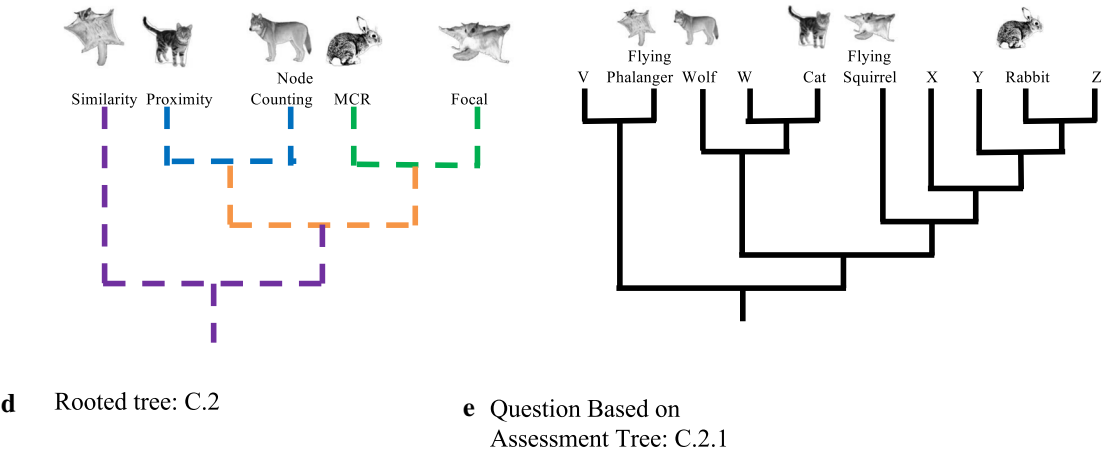 Node
Similarity Proximity Counting MCR Focal
Flying Flying
V Phalanger Wolf W Cat Squirrel X Y Rabbit Z
d Rooted tree: C.2
e Question Based on
Assessment Tree: C.2.1